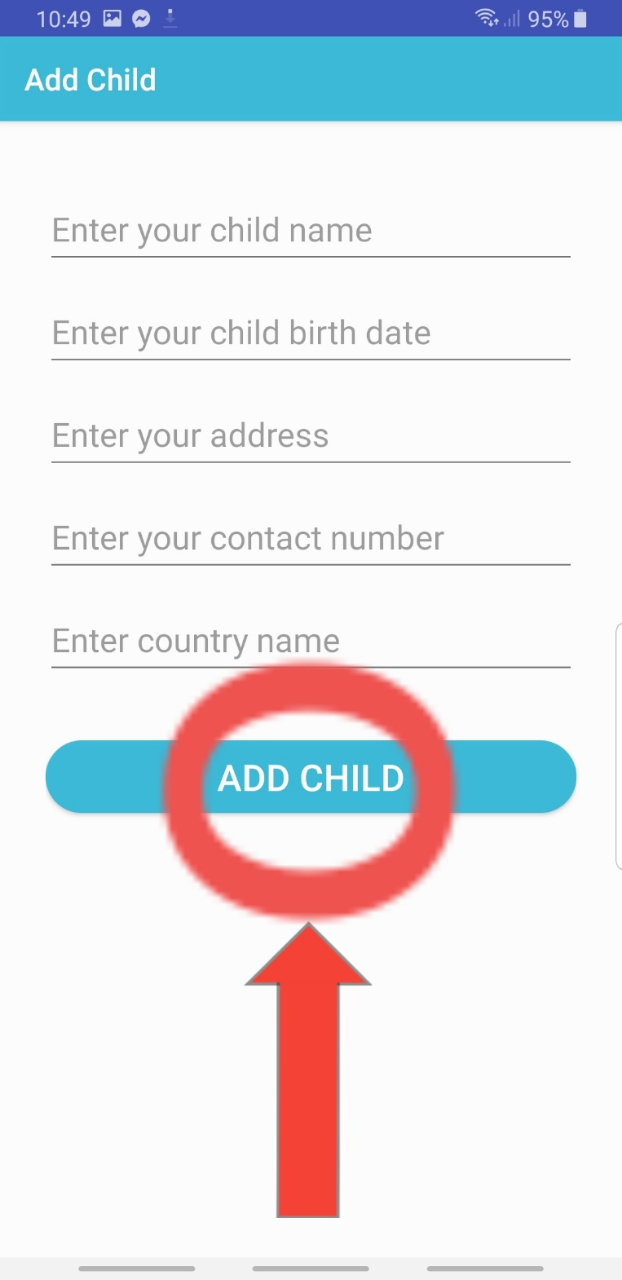 10:49 95%
Add Child
Enter your child name
Enter your child birth date
Enter your address
Enter your contact number
Enter country name
ADD CHILD